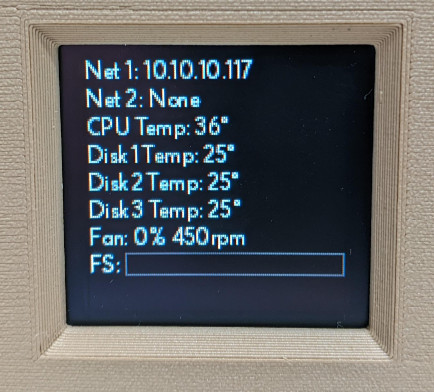 Net 1: 10.10.10.117
Net 2: None
CPU Temp: 36°
Disk 1 Temp: 25°
Disk 2 Temp: 25°
Disk 3 Temp: 25°
Fan: 0% 450rpm
FS: